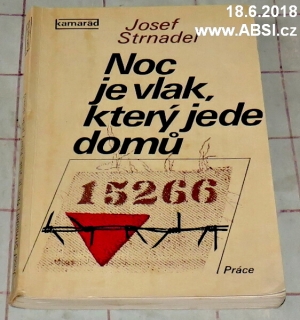 18.6.2018
www.ABSI.cz
kamarád
Josef
Strnadel
Noc
je vlak,
který jede
domů
15266
Práce